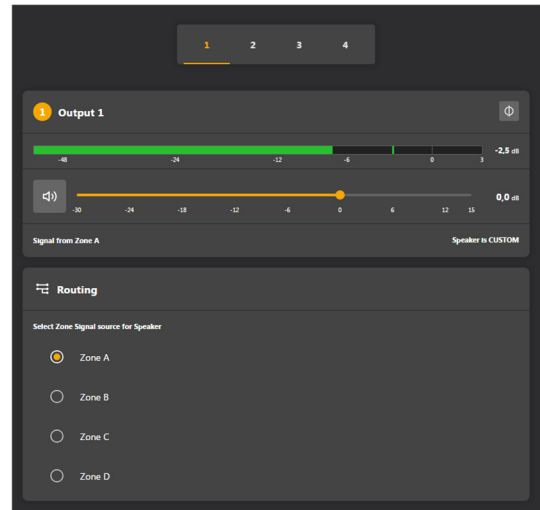 1 2 3 4
1 Output 1
-2,5 dB
-48 -24 -12 -6 0 3
0,0 dB
-30 -24 -18 -12 -6 0 6 12 15
Signal from Zone A Speaker is CUSTOM
Routing
Select Zone Signal source for Speaker
Zone A
Zone B
Zone C
Zone D